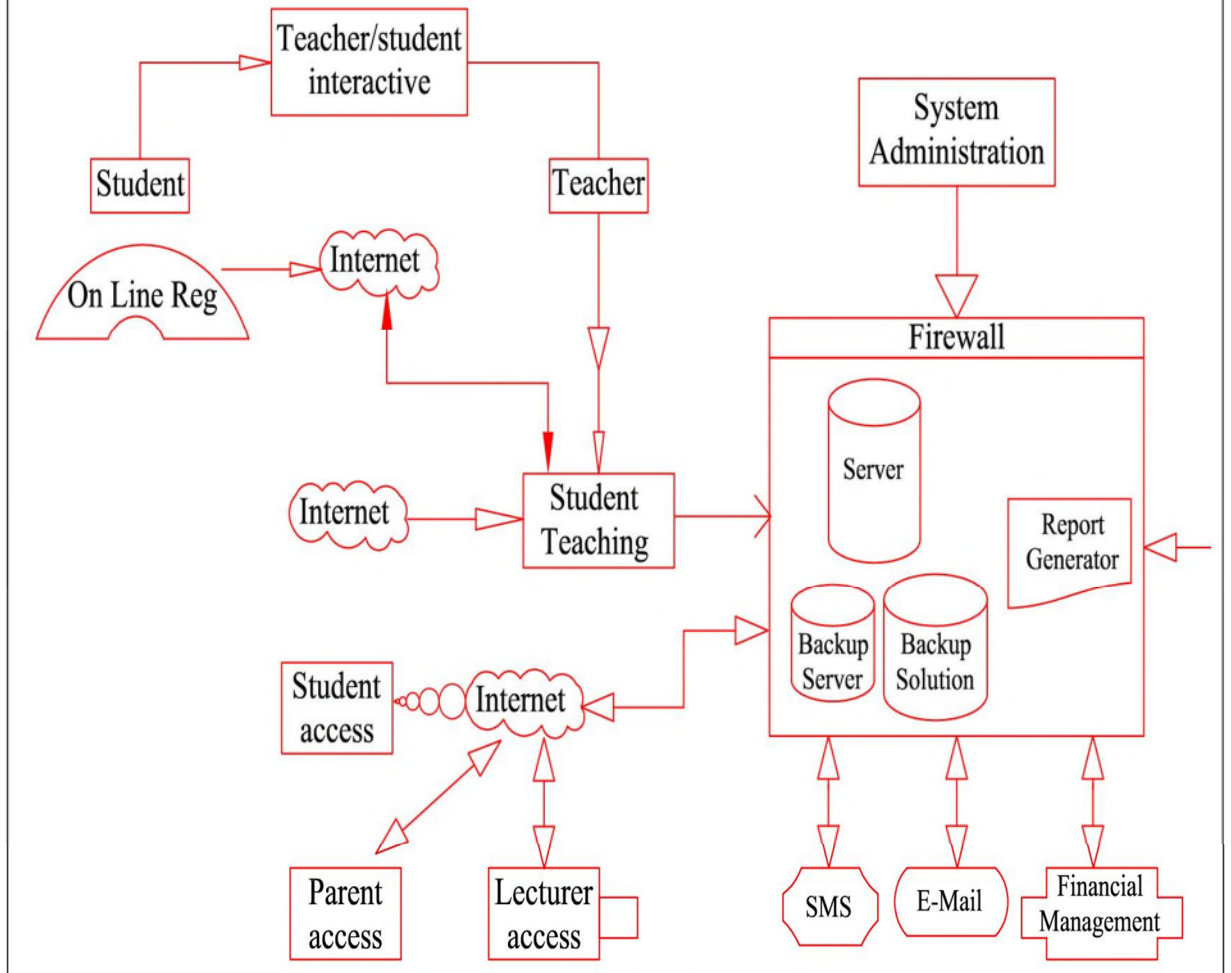 Teacher/student
interactive
System
Administration
Student
Teacher
Internet
On Line Reg
Firewall
Server
Internet
Student
Teaching
Report
Generator
Backup
Server
Backup
Solution
Student
access
Internet
Parent
access
Lecturer
access
SMS
E-Mail
Financial
Management